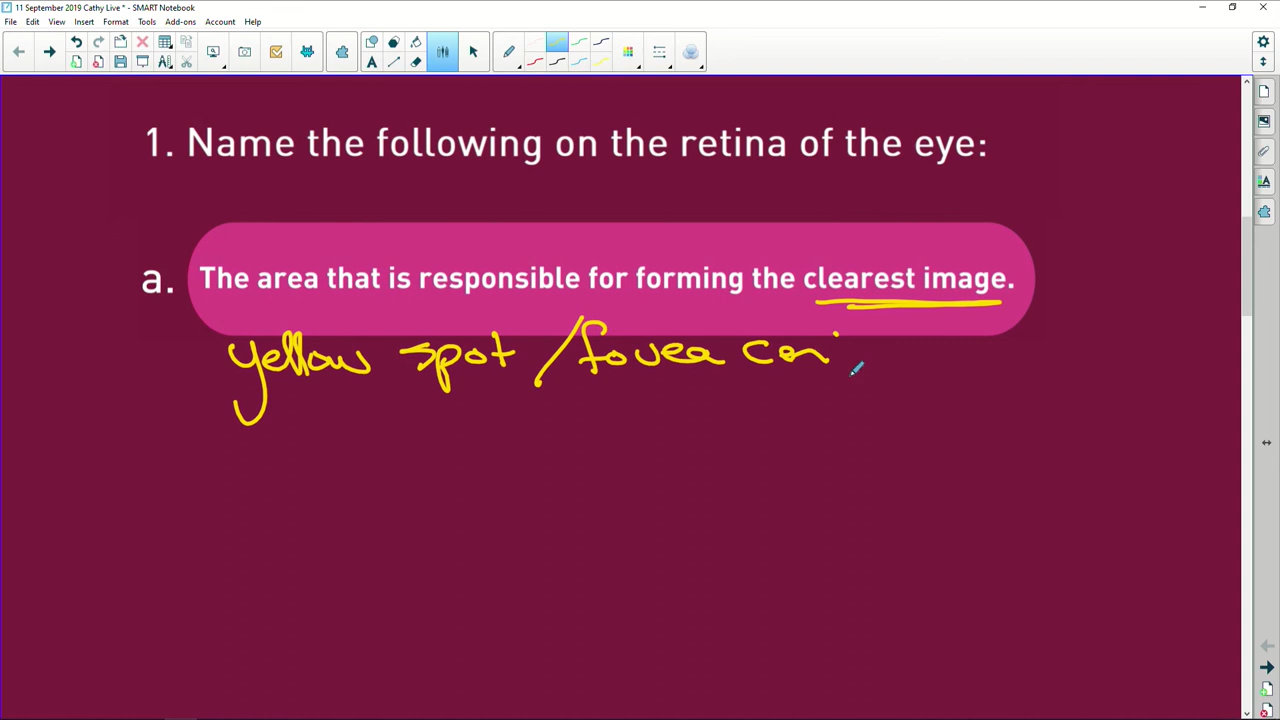 11 September 2019 Cathy Live * - SMART Notebook
File Edit View Insert Format Tools Add-ons Account Help
1. Name the following on the retina of the eye:
a. The area that is responsible for forming the clearest image.
yellow spot / fovea